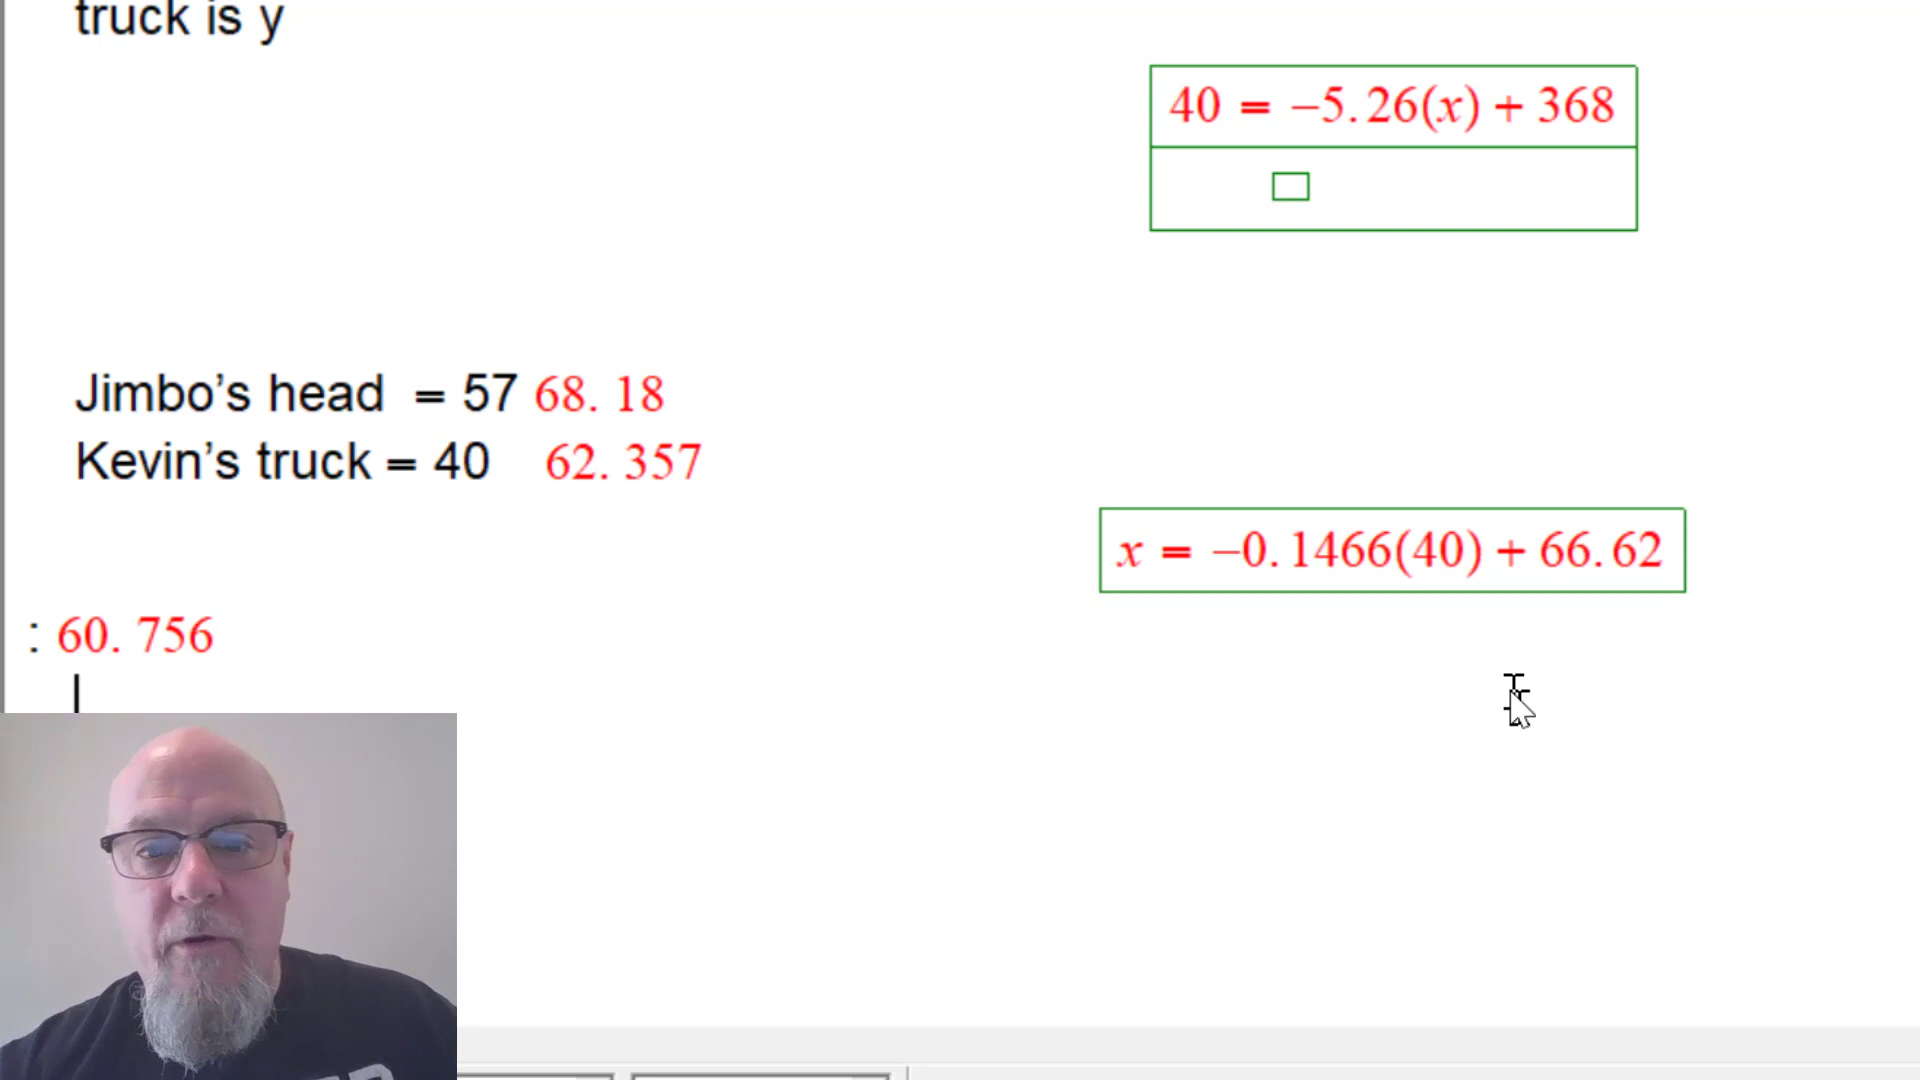 truck is y
40 = −5.26(x) + 368
Jimbo's head = 57 68.18
Kevin's truck = 40 62.357
x = −0.1466(40) + 66.62
: 60.756